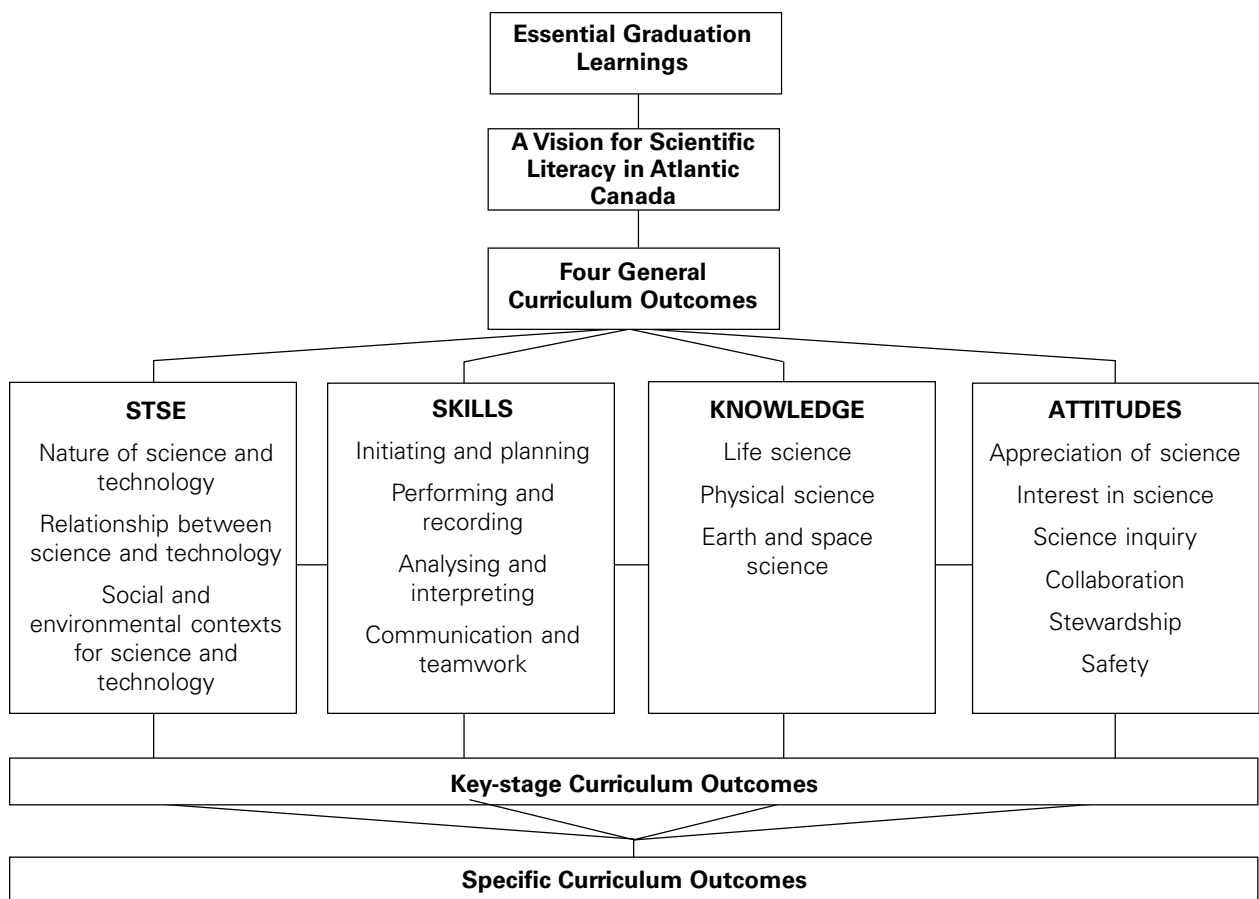 Essential Graduation
Learnings
A Vision for Scientific
Literacy in Atlantic
Canada
Four General
Curriculum Outcomes
STSE
Nature of science and
technology
Relationship between
science and technology
Social and
environmental contexts
for science and
technology
SKILLS
Initiating and planning
Performing and
recording
Analysing and
interpreting
Communication and
teamwork
KNOWLEDGE
Life science
Physical science
Earth and space
science
ATTITUDES
Appreciation of science
Interest in science
Science inquiry
Collaboration
Stewardship
Safety
Key-stage Curriculum Outcomes
Specific Curriculum Outcomes